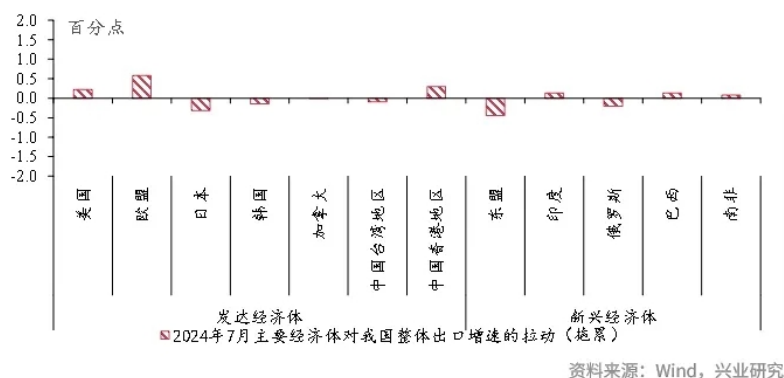 百分点
2.0
1.5
1.0
0.5
0.0
-0.5
-1.0
-1.5
-2.0
美国
欧盟
日本
韩国
加拿大
中国台湾地区
中国香港地区
东盟
印度
俄罗斯
巴西
南非
发达经济体
新兴经济体
2024年7月主要经济体对我国整体出口增速的拉动（拖累）
资料来源：Wind，兴业研究